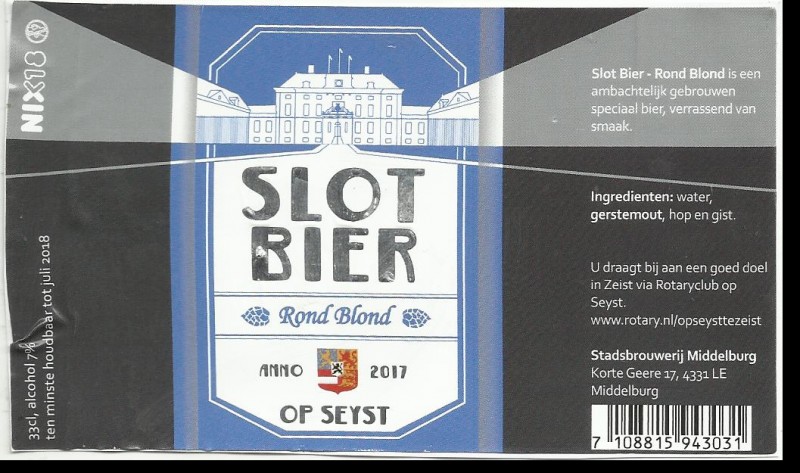 NIX18
33cl, alcohol 7%
ten minste houdbaar tot juli 2018
SLOT
BIER
Rond Blond
ANNO 2017
OP SEYST
Slot Bier - Rond Blond is een
ambachtelijk gebrouwen
speciaal bier, verrassend van
smaak.
Ingredienten: water,
gerstemout, hop en gist.
U draagt bij aan een goed doel
in Zeist via Rotaryclub op
Seyst.
www.rotary.nl/opseysttezeist
Stadsbrouwerij Middelburg
Korte Geere 17, 4331 LE
Middelburg
7 108815 943031